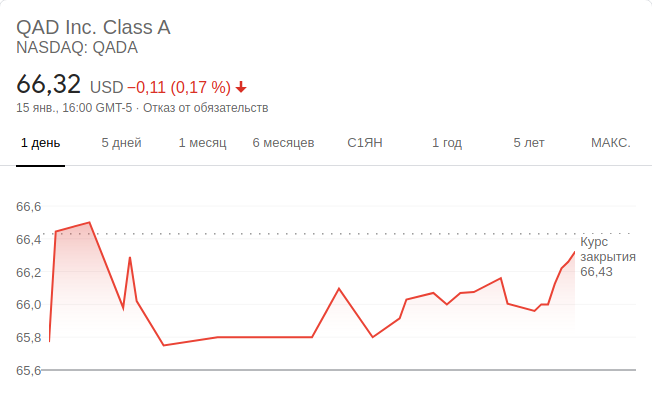 QAD Inc. Class A
NASDAQ: QADA
66,32 USD −0,11 (0,17 %)
15 янв., 16:00 GMT-5 · Отказ от обязательств
1 день 5 дней 1 месяц 6 месяцев С1ЯН 1 год 5 лет МАКС.
66,6
66,4
66,2
66,0
65,8
65,6
Курс
закрытия
66,43